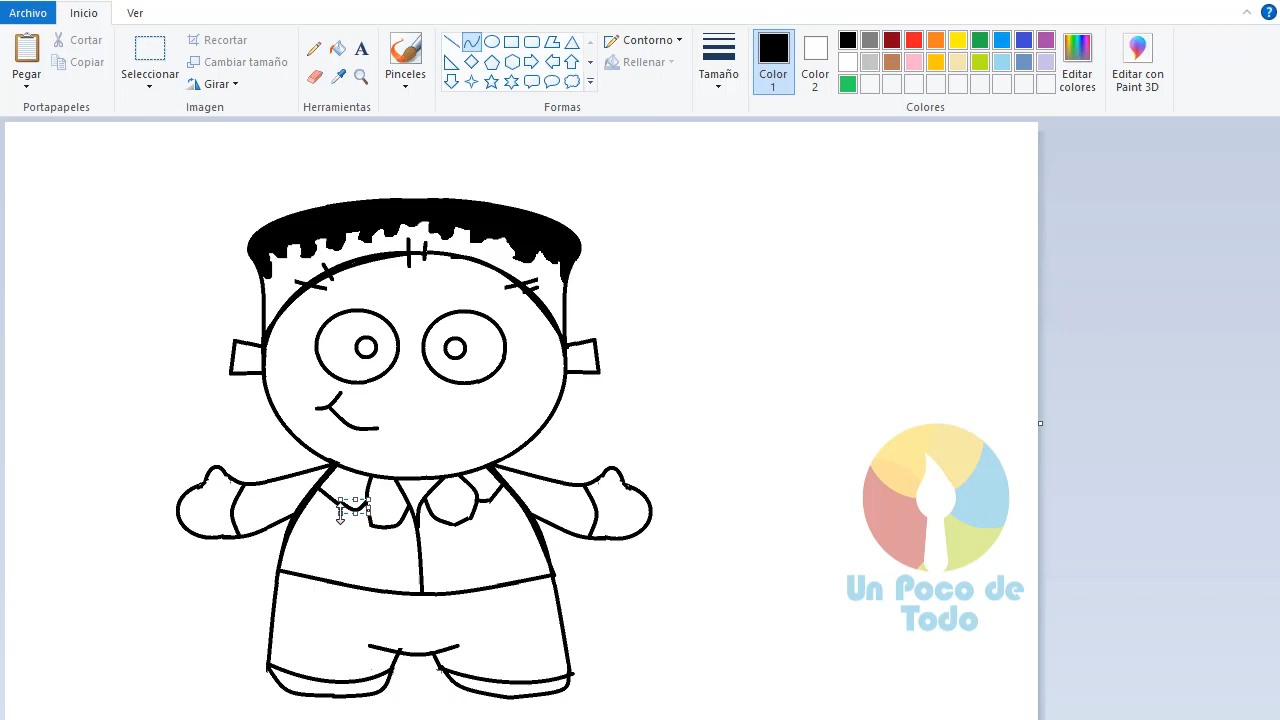 Archivo Inicio Ver
Pegar
Cortar
Copiar
Portapapeles
Seleccionar
Recortar
Cambiar tamaño
Girar
Imagen
A
Herramientas
Pinceles
Contorno
Rellenar
Formas
Tamaño
Color
1
Color
2
Editar
colores
Colores
Editar con
Paint 3D
Un Poco de
Todo